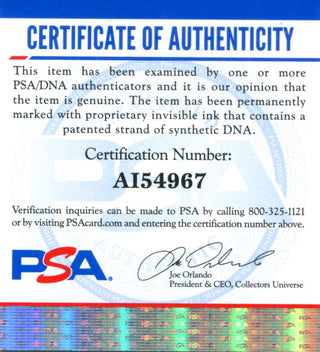 CERTIFICATE OF AUTHENTICITY
This item has been examined by one or more
PSA/DNA authenticators and it is our opinion that
the item is genuine. The item has been permanently
marked with proprietary invisible ink that contains a
patented strand of synthetic DNA.
Certification Number:
AI54967
Verification inquiries can be made to PSA by calling 800-325-1121
or by visiting PSAcard.com and entering the certification number above.
PSA.
Joe Orlando
President & CEO, Collectors Universe